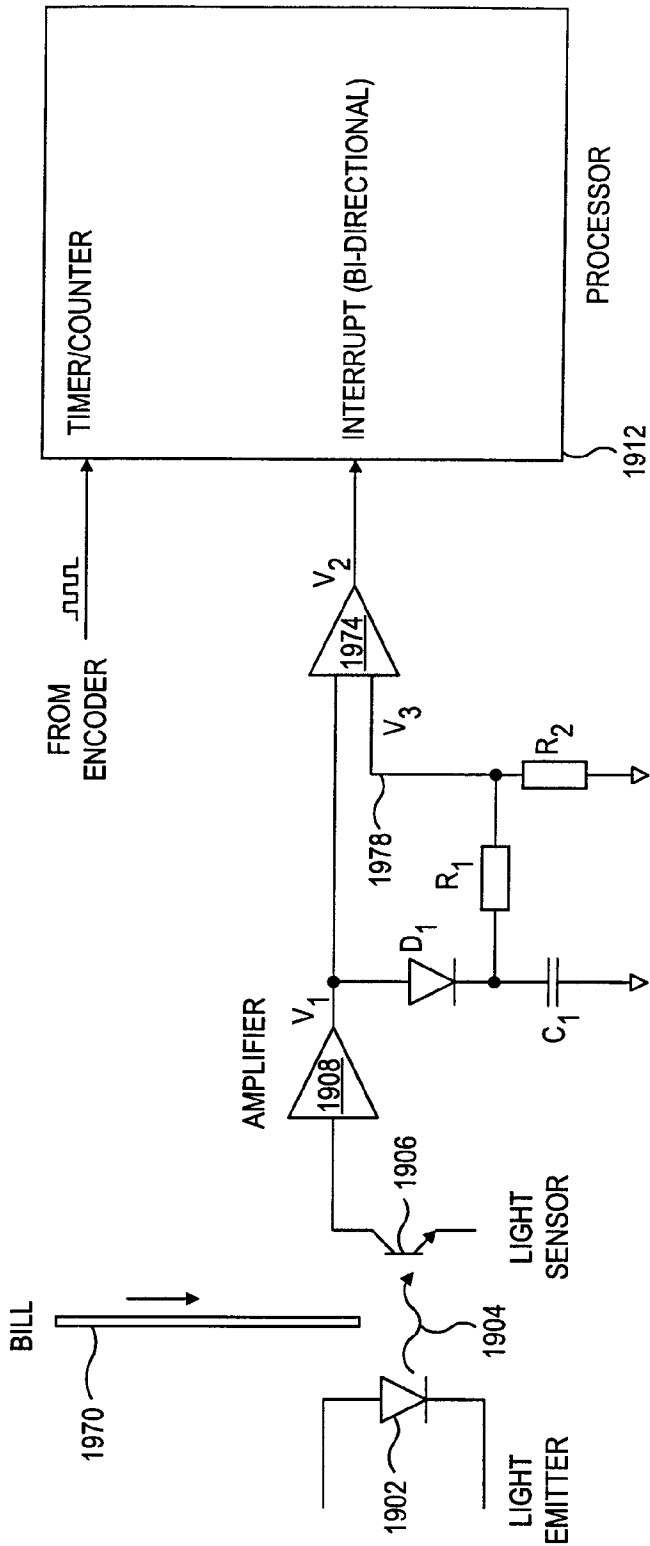 BILL
1970
LIGHT
EMITTER
1902
1904
LIGHT
SENSOR
1906
AMPLIFIER
1908
V1
D1
C1
R1
R2
1978
V3
1974
V2
FROM
ENCODER
TIMER/COUNTER
INTERRUPT (BI-DIRECTIONAL)
PROCESSOR
1912